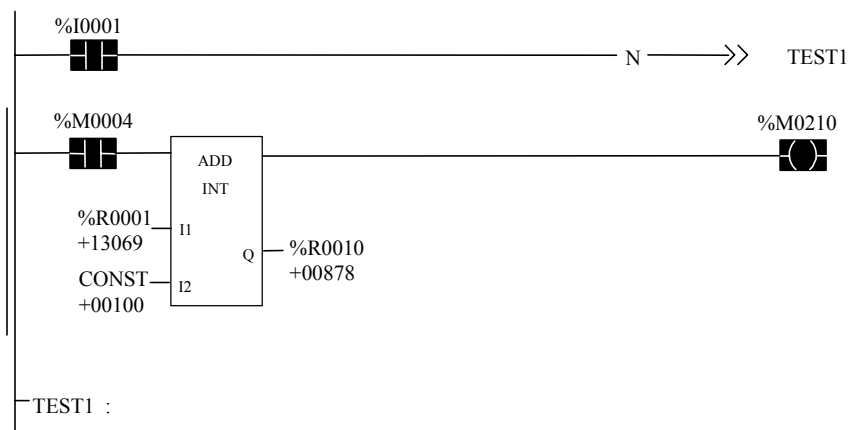 %I0001
N TEST1
%M0004
%M0210
ADD
INT
%R0001
+13069
I1
Q
%R0010
+00878
CONST
+00100
I2
TEST1 :